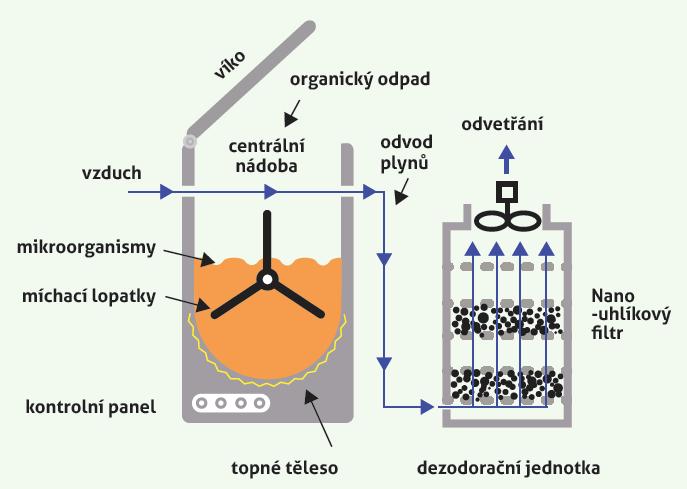 víko
organický odpad
centrální
nádoba
odvod
plynů
odvetřání
vzduch
mikroorganismy
míchací lopatky
Nano
-uhlíkový
filtr
kontrolní panel
topné těleso
dezodorační jednotka